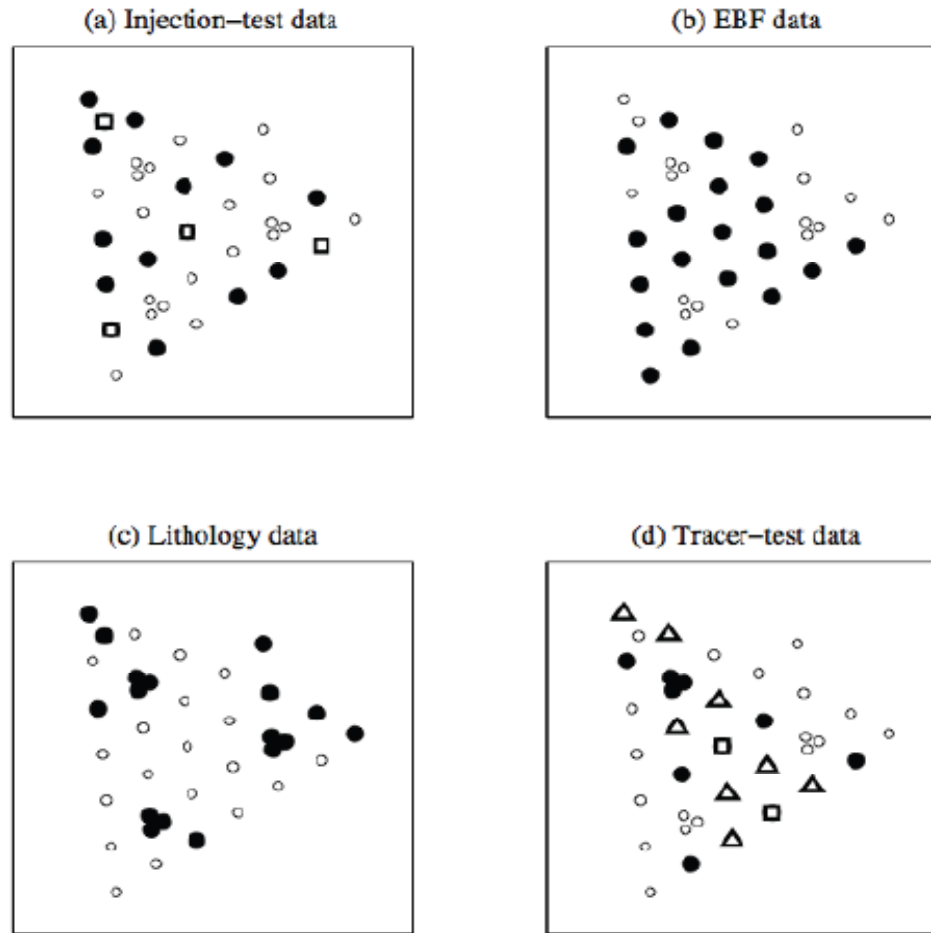 (a) Injection–test data
(b) EBF data
(c) Lithology data
(d) Tracer–test data